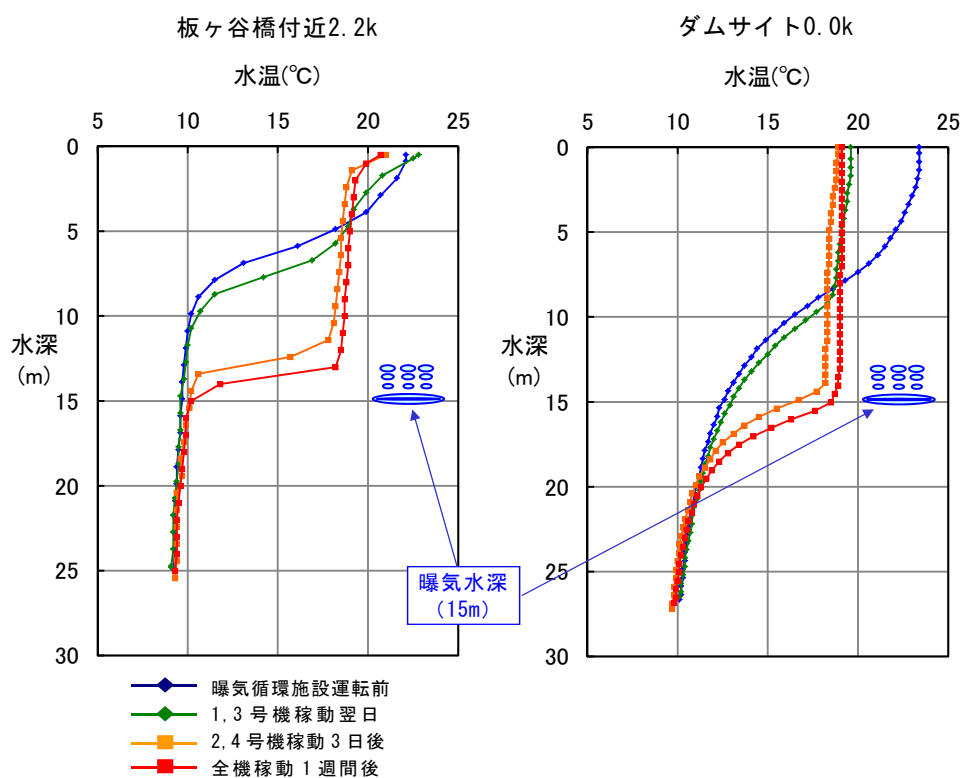 板ヶ谷橋付近2.2k
水温(℃)
5 10 15 20 25
水深
(m)
0
5
10
15
20
25
30
ダムサイト0.0k
水温(℃)
5 10 15 20 25
水深
(m)
0
5
10
15
20
25
30
曝気水深
(15m)
曝気循環施設運転前
1,3号機稼動翌日
2,4号機稼動3日後
全機稼動1週間後